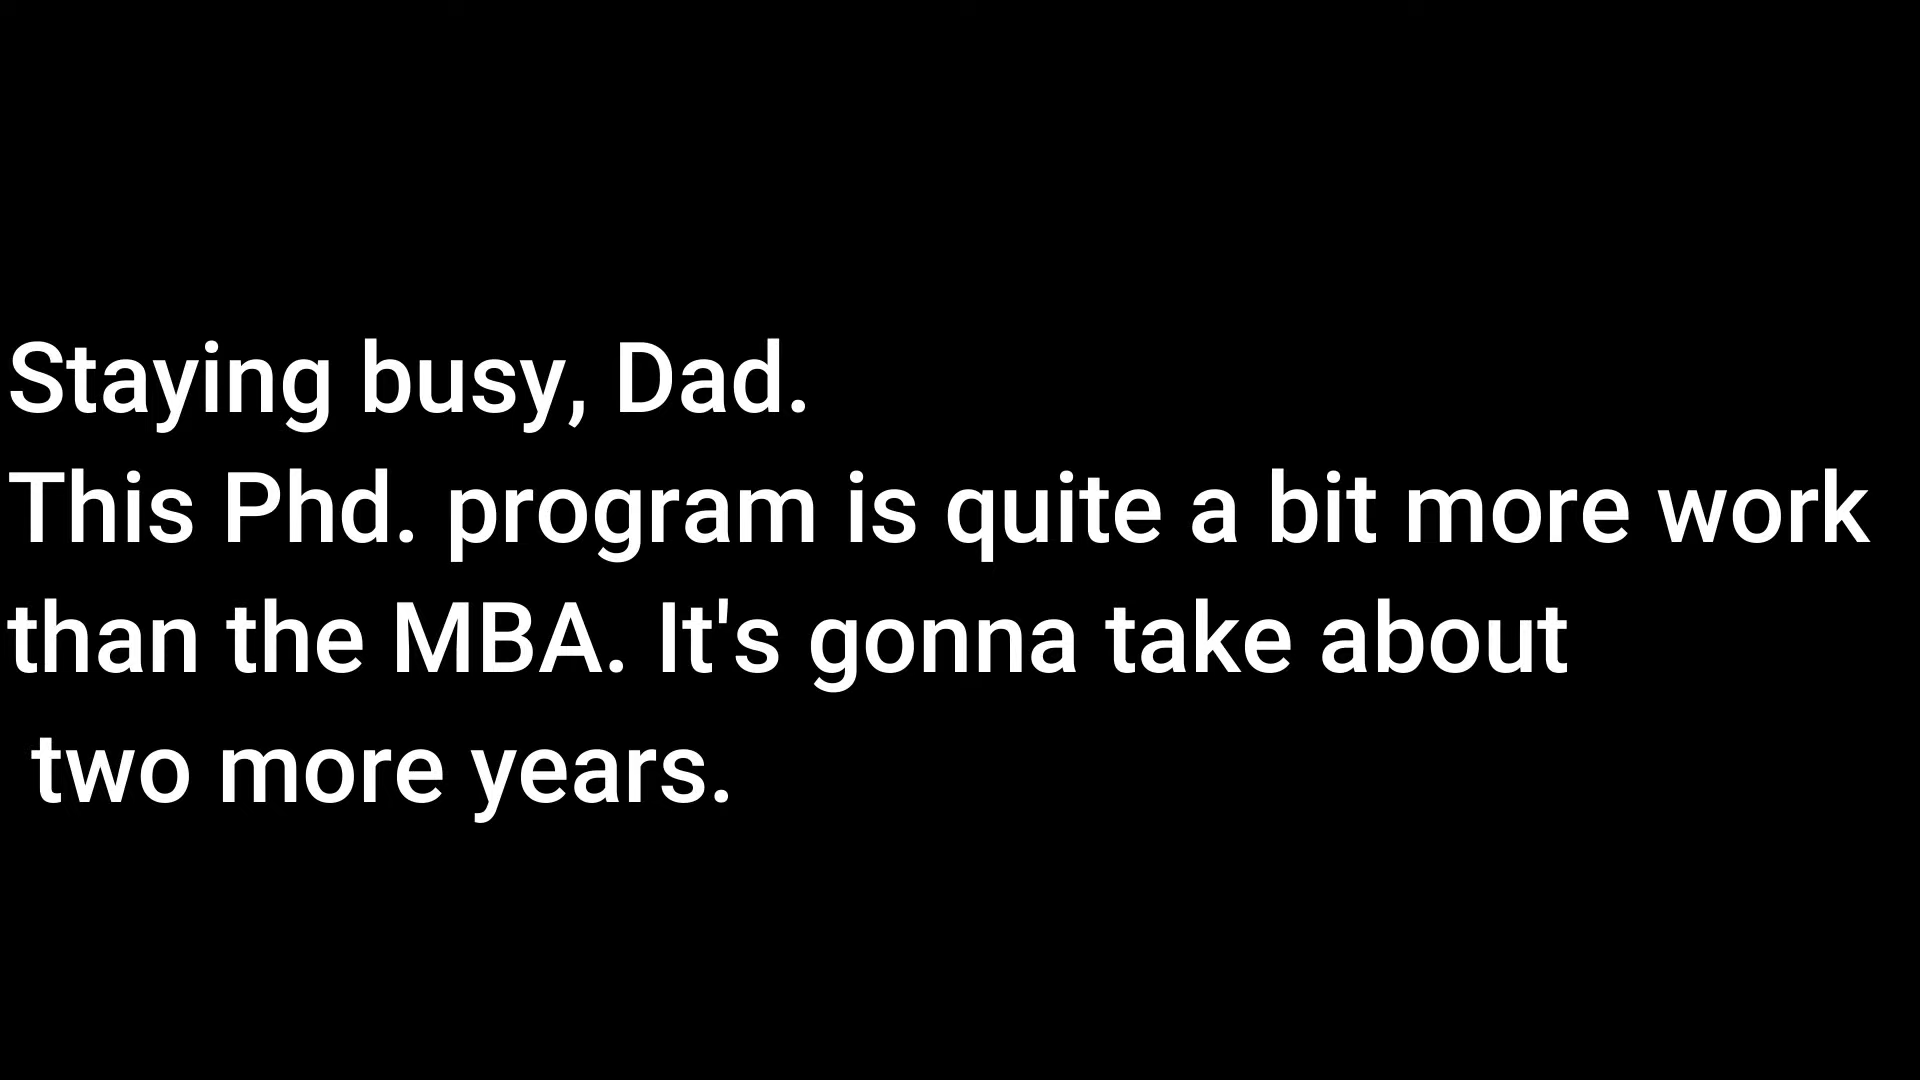 Staying busy, Dad.
This Phd. program is quite a bit more work
than the MBA. It's gonna take about
two more years.